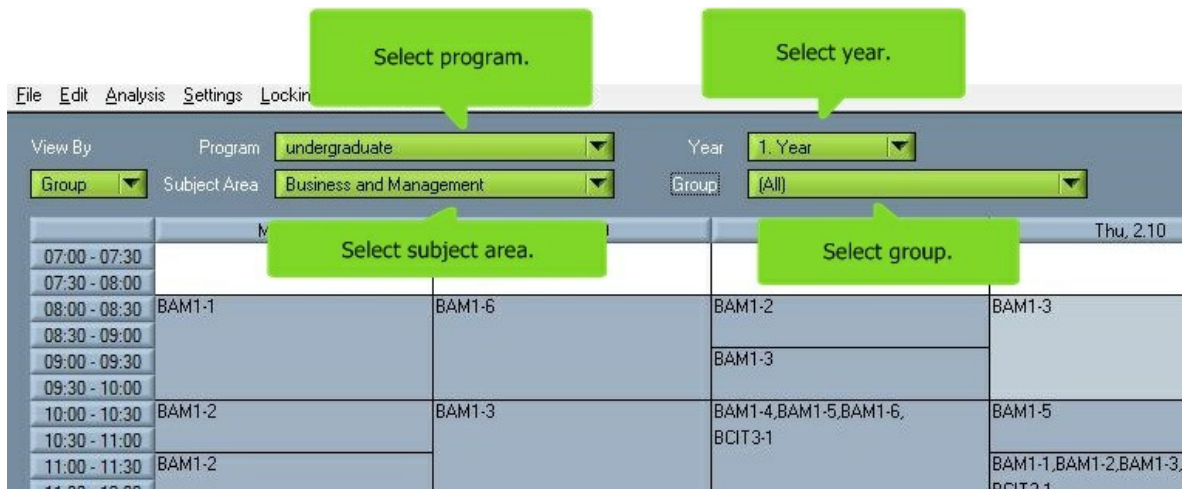 Select program.
Select year.
File Edit Analysis Settings
View By
Program
undergraduate
Year
1. Year
Group
Subject Area
Business and Management
Group
(All)
Select subject area.
Select group.
Thu, 2.10
07:00 - 07:30
07:30 - 08:00
08:00 - 08:30 BAM1-1 BAM1-6 BAM1-2 BAM1-3
08:30 - 09:00
09:00 - 09:30 BAM1-3
09:30 - 10:00
10:00 - 10:30 BAM1-2 BAM1-3 BAM1-4,BAM1-5,BAM1-6, BAM1-5
10:30 - 11:00 BCIT3-1
11:00 - 11:30 BAM1-2 BAM1-1,BAM1-2,BAM1-3,